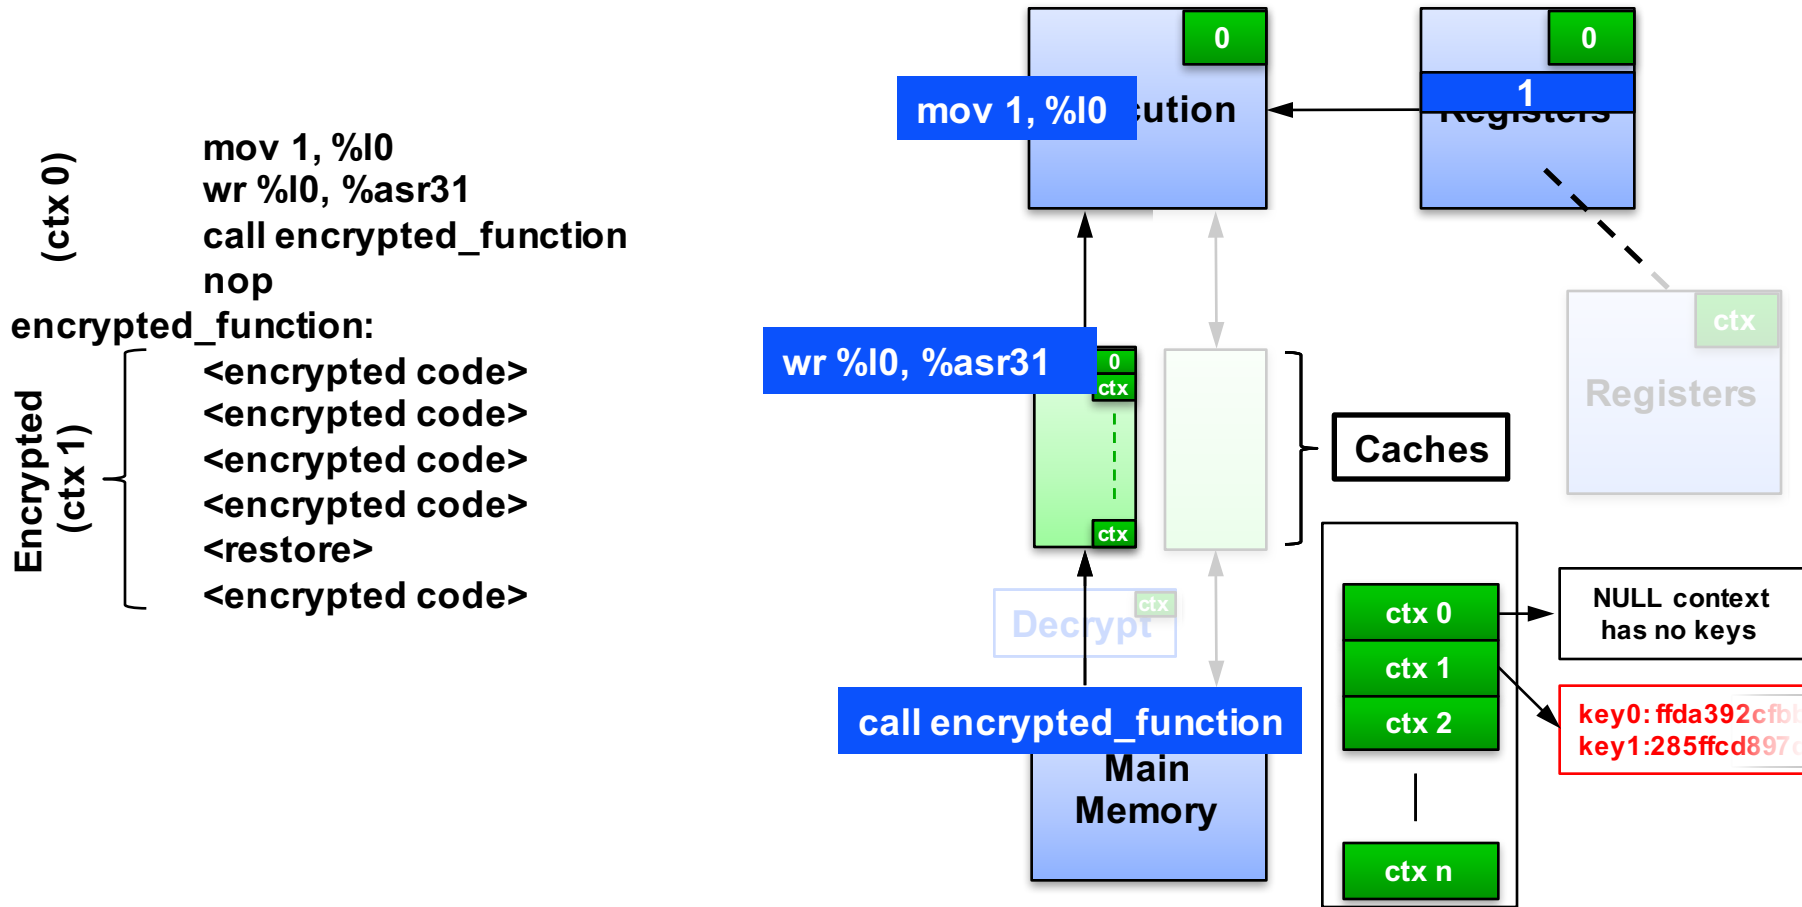 (ctx 0)
mov 1, %l0
wr %l0, %asr31
call encrypted_function
nop
encrypted_function:
Encrypted
(ctx 1)
<encrypted code>
<encrypted code>
<encrypted code>
<encrypted code>
<restore>
<encrypted code>
0
mov 1, %l0
cution
0
1
Registers
ctx
Registers
wr %l0, %asr31
0
ctx
ctx
Caches
Decrypt
ctx
call encrypted_function
Main
Memory
ctx 0
ctx 1
ctx 2
ctx n
NULL context
has no keys
key0: ffda392cfb
key1:285ffcd897